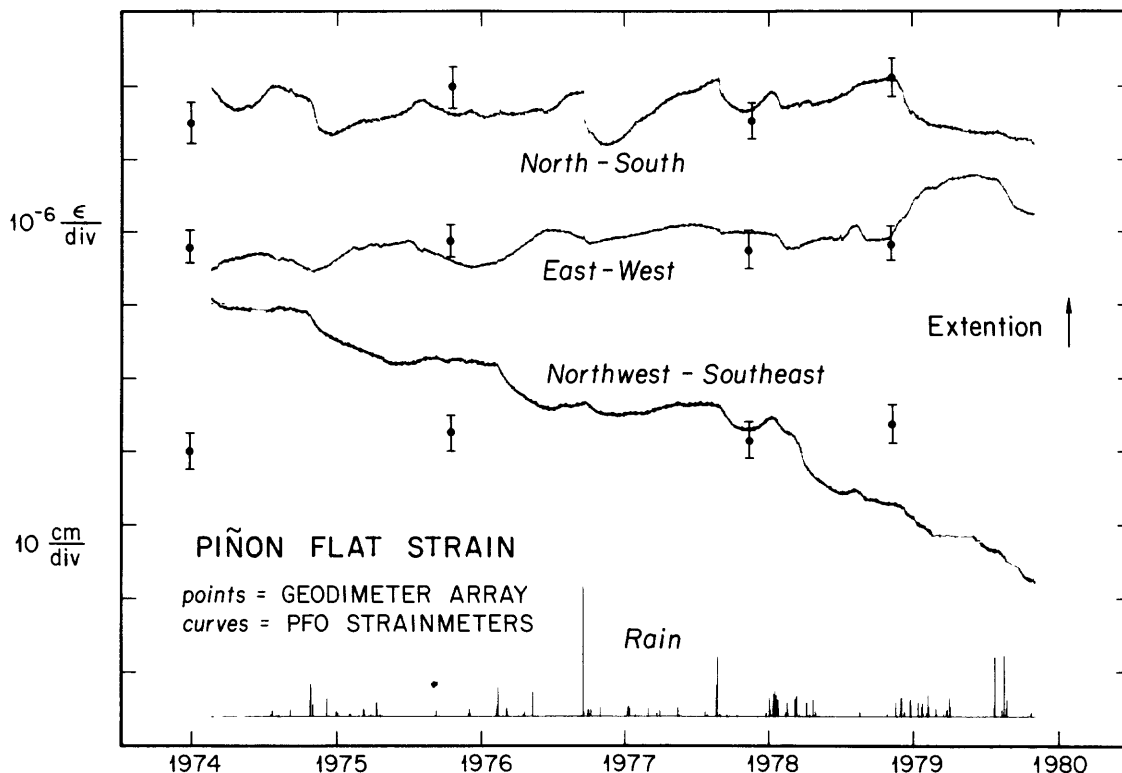 North-South
10⁻⁶ ϵ/div
East-West
Extention
Northwest-Southeast
10 cm/div
PIÑON FLAT STRAIN
points = GEODIMETER ARRAY
curves = PFO STRAINMETERS
Rain
1974 1975 1976 1977 1978 1979 1980